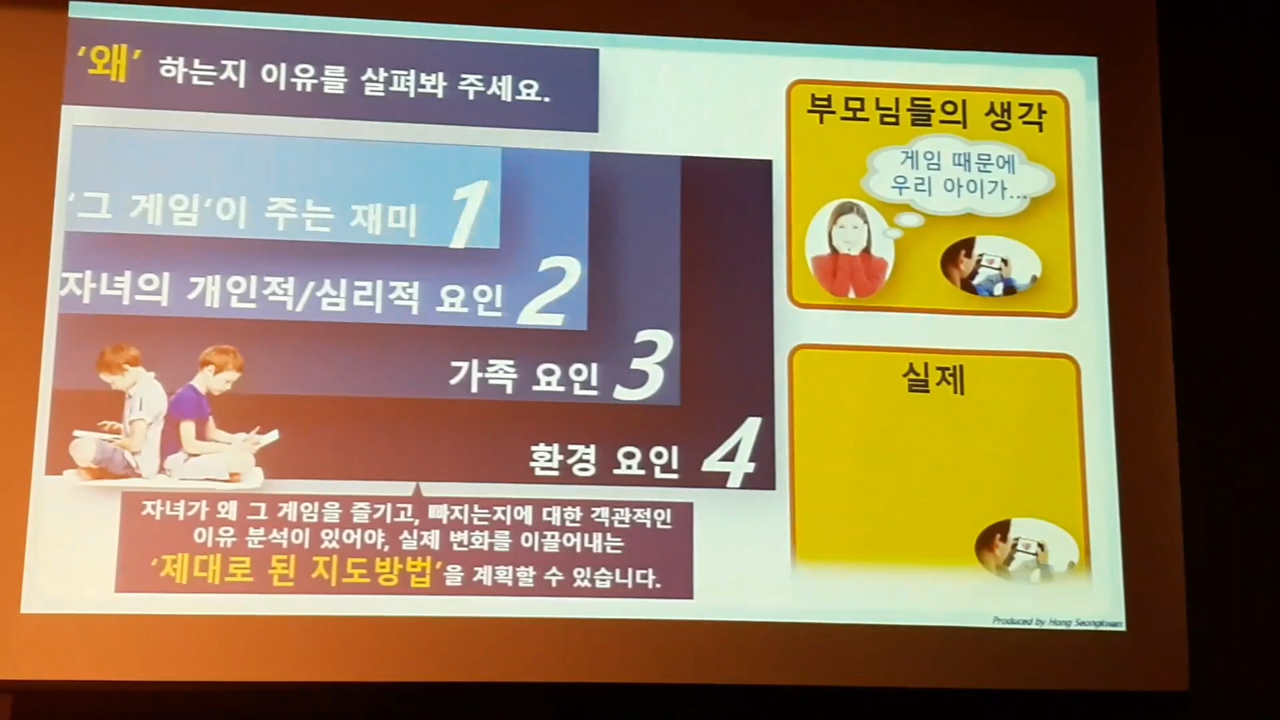 ‘왜’ 하는지 이유를 살펴봐 주세요.
‘그 게임’이 주는 재미 1
자녀의 개인적/심리적 요인 2
가족 요인 3
환경 요인 4
자녀가 왜 그 게임을 즐기고, 빠지는지에 대한 객관적인
이유 분석이 있어야, 실제 변화를 이끌어내는
‘제대로 된 지도방법’을 계획할 수 있습니다.
부모님들의 생각
게임 때문에
우리 아이가...
실제
Produced by Hong Seongkwan